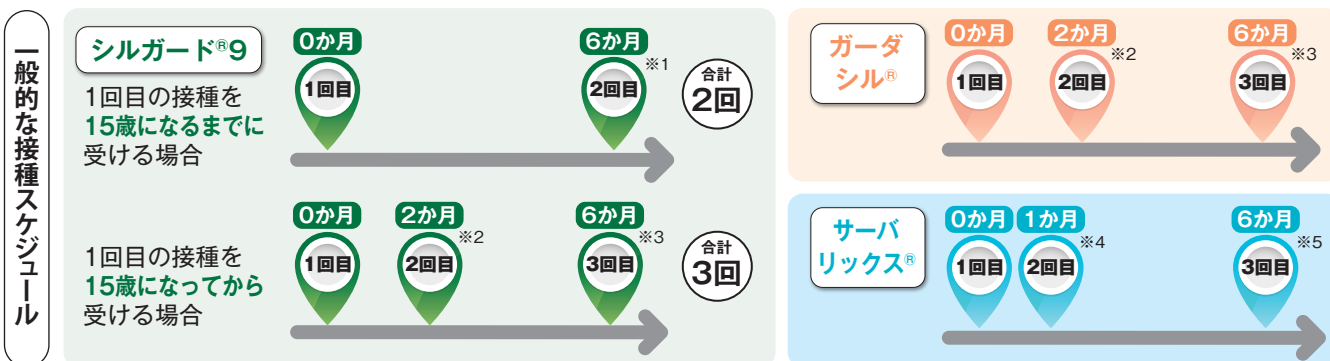 一般的な接種スケジュール
シルガード®9
1回目の接種を
15歳になるまでに
受ける場合
0か月
1回目
6か月
※1
2回目
合計
2回
1回目の接種を
15歳になってから
受ける場合
0か月
1回目
2か月
※2
2回目
6か月
※3
3回目
合計
3回
ガーダ
シル®
0か月
1回目
2か月
※2
2回目
6か月
※3
3回目
サーバ
リックス®
0か月
1回目
1か月
※4
2回目
6か月
※5
3回目